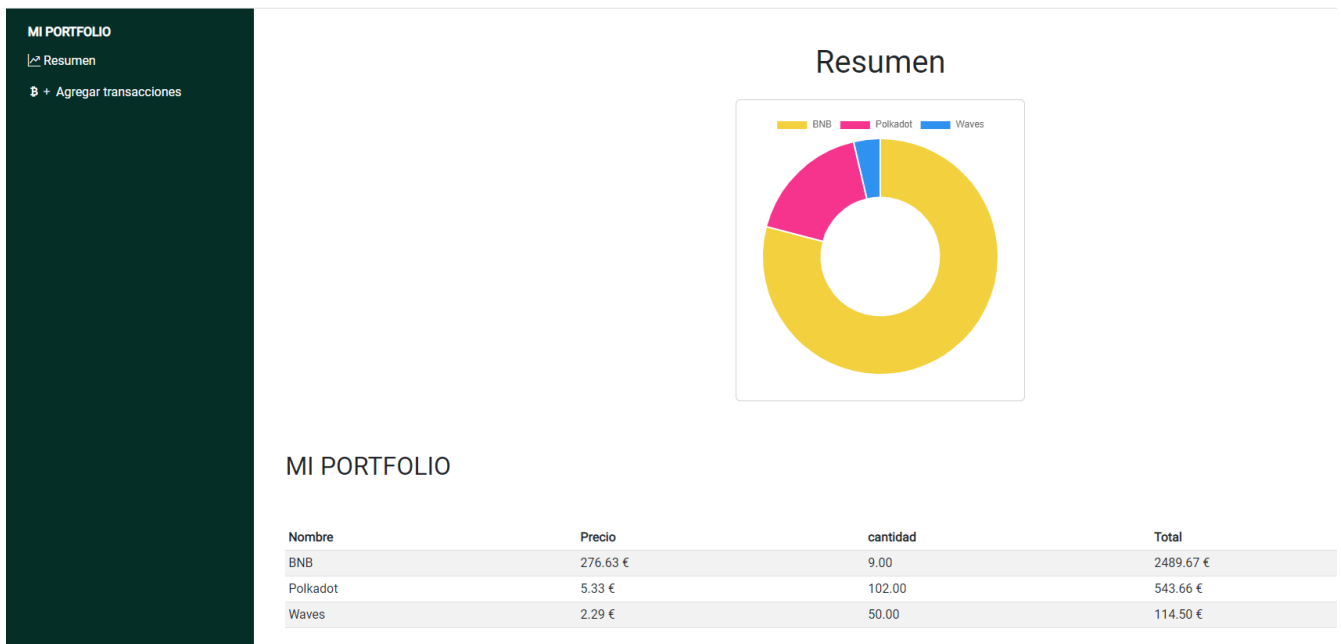 MI PORTFOLIO
Resumen
+ Agregar transacciones
Resumen
BNB Polkadot Waves
MI PORTFOLIO
Nombre Precio cantidad Total
BNB 276.63 € 9.00 2489.67 €
Polkadot 5.33 € 102.00 543.66 €
Waves 2.29 € 50.00 114.50 €